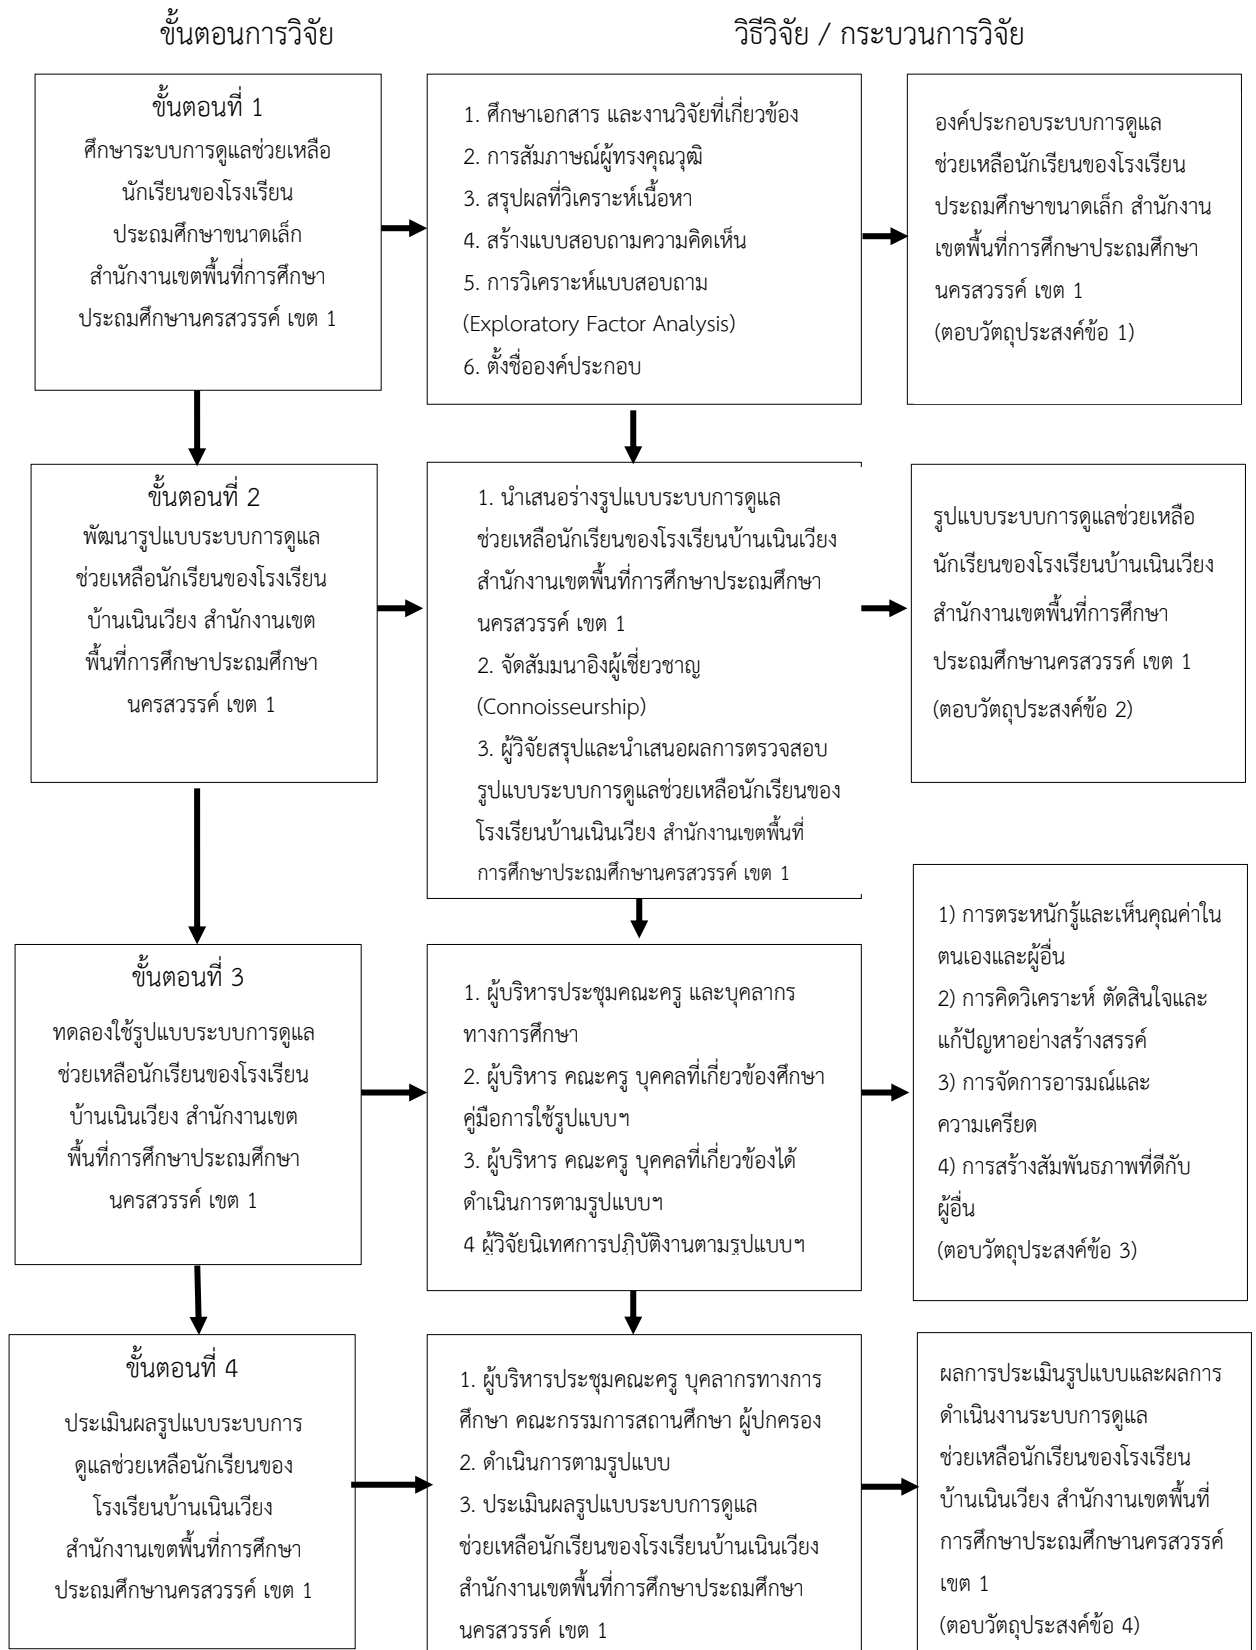 ขั้นตอนการวิจัย
วิธีวิจัย / กระบวนการวิจัย
ขั้นตอนที่ 1
ศึกษาระบบการดูแลช่วยเหลือ
นักเรียนของโรงเรียน
ประถมศึกษาขนาดเล็ก
สำนักงานเขตพื้นที่การศึกษา
ประถมศึกษานครสวรรค์ เขต 1
1. ศึกษาเอกสาร และงานวิจัยที่เกี่ยวข้อง
2. การสัมภาษณ์ผู้ทรงคุณวุฒิ
3. สรุปผลที่วิเคราะห์เนื้อหา
4. สร้างแบบสอบถามความคิดเห็น
5. การวิเคราะห์แบบสอบถาม
(Exploratory Factor Analysis)
6. ตั้งชื่อองค์ประกอบ
องค์ประกอบระบบการดูแล
ช่วยเหลือนักเรียนของโรงเรียน
ประถมศึกษาขนาดเล็ก สำนักงาน
เขตพื้นที่การศึกษาประถมศึกษา
นครสวรรค์ เขต 1
(ตอบวัตถุประสงค์ข้อ 1)
ขั้นตอนที่ 2
พัฒนารูปแบบระบบการดูแล
ช่วยเหลือนักเรียนของโรงเรียน
บ้านเนินเวียง สำนักงานเขต
พื้นที่การศึกษาประถมศึกษา
นครสวรรค์ เขต 1
1. นำเสนอร่างรูปแบบระบบการดูแล
ช่วยเหลือนักเรียนของโรงเรียนบ้านเนินเวียง
สำนักงานเขตพื้นที่การศึกษาประถมศึกษา
นครสวรรค์ เขต 1
2. จัดสัมมนาอิงผู้เชี่ยวชาญ
(Connoisseurship)
3. ผู้วิจัยสรุปและนำเสนอผลการตรวจสอบ
รูปแบบระบบการดูแลช่วยเหลือนักเรียนของ
โรงเรียนบ้านเนินเวียง สำนักงานเขตพื้นที่
การศึกษาประถมศึกษานครสวรรค์ เขต 1
รูปแบบระบบการดูแลช่วยเหลือ
นักเรียนของโรงเรียนบ้านเนินเวียง
สำนักงานเขตพื้นที่การศึกษา
ประถมศึกษานครสวรรค์ เขต 1
(ตอบวัตถุประสงค์ข้อ 2)
ขั้นตอนที่ 3
ทดลองใช้รูปแบบระบบการดูแล
ช่วยเหลือนักเรียนของโรงเรียน
บ้านเนินเวียง สำนักงานเขต
พื้นที่การศึกษาประถมศึกษา
นครสวรรค์ เขต 1
1. ผู้บริหารประชุมคณะครู และบุคลากร
ทางการศึกษา
2. ผู้บริหาร คณะครู บุคคลที่เกี่ยวข้องศึกษา
คู่มือการใช้รูปแบบฯ
3. ผู้บริหาร คณะครู บุคคลที่เกี่ยวข้องได้
ดำเนินการตามรูปแบบฯ
4 ผู้วิจัยนิเทศการปฏิบัติงานตามรูปแบบฯ
1) การตระหนักรู้และเห็นคุณค่าใน
ตนเองและผู้อื่น
2) การคิดวิเคราะห์ ตัดสินใจและ
แก้ปัญหาอย่างสร้างสรรค์
3) การจัดการอารมณ์และ
ความเครียด
4) การสร้างสัมพันธภาพที่ดีกับ
ผู้อื่น
(ตอบวัตถุประสงค์ข้อ 3)
ขั้นตอนที่ 4
ประเมินผลรูปแบบระบบการ
ดูแลช่วยเหลือนักเรียนของ
โรงเรียนบ้านเนินเวียง
สำนักงานเขตพื้นที่การศึกษา
ประถมศึกษานครสวรรค์ เขต 1
1. ผู้บริหารประชุมคณะครู บุคลากรทางการ
ศึกษา คณะกรรมการสถานศึกษา ผู้ปกครอง
2. ดำเนินการตามรูปแบบ
3. ประเมินผลรูปแบบระบบการดูแล
ช่วยเหลือนักเรียนของโรงเรียนบ้านเนินเวียง
สำนักงานเขตพื้นที่การศึกษาประถมศึกษา
นครสวรรค์ เขต 1
ผลการประเมินรูปแบบและผลการ
ดำเนินงานระบบการดูแล
ช่วยเหลือนักเรียนของโรงเรียน
บ้านเนินเวียง สำนักงานเขตพื้นที่
การศึกษาประถมศึกษานครสวรรค์
เขต 1
(ตอบวัตถุประสงค์ข้อ 4)